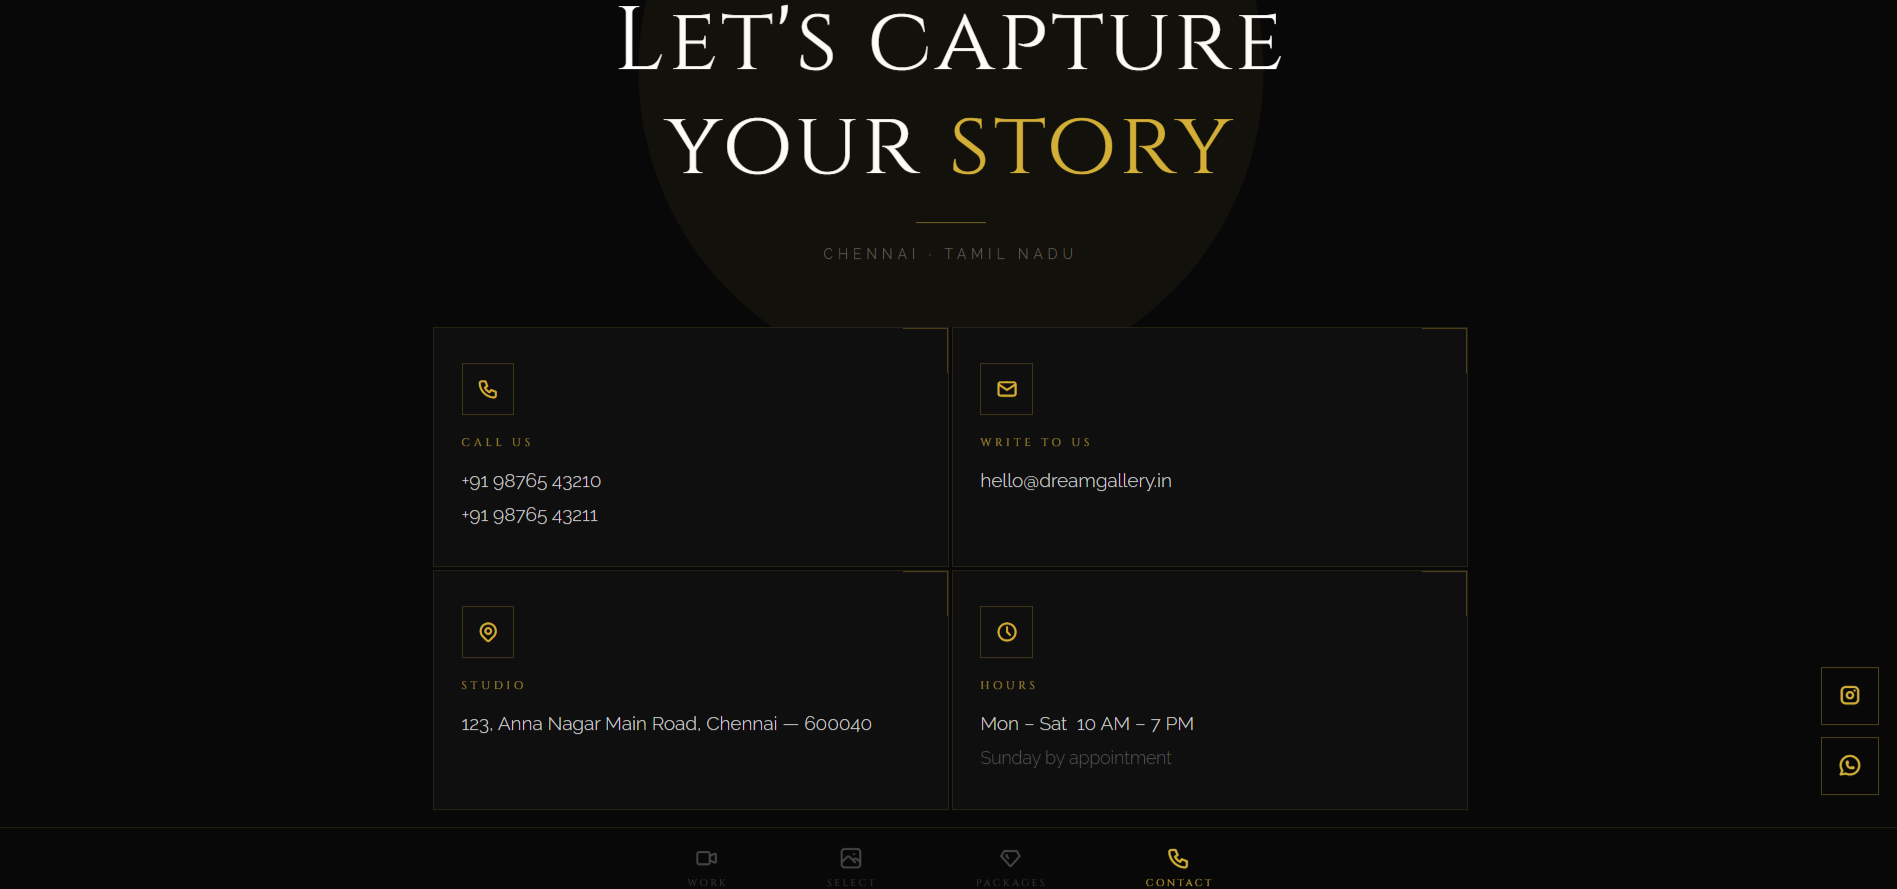 LET'S CAPTURE
YOUR STORY
CHENNAI · TAMIL NADU
CALL US
+91 98765 43210
+91 98765 43211
WRITE TO US
hello@dreamgallery.in
STUDIO
123, Anna Nagar Main Road, Chennai — 600040
HOURS
Mon – Sat 10 AM – 7 PM
Sunday by appointment
WORK
SELECT
PACKAGES
CONTACT